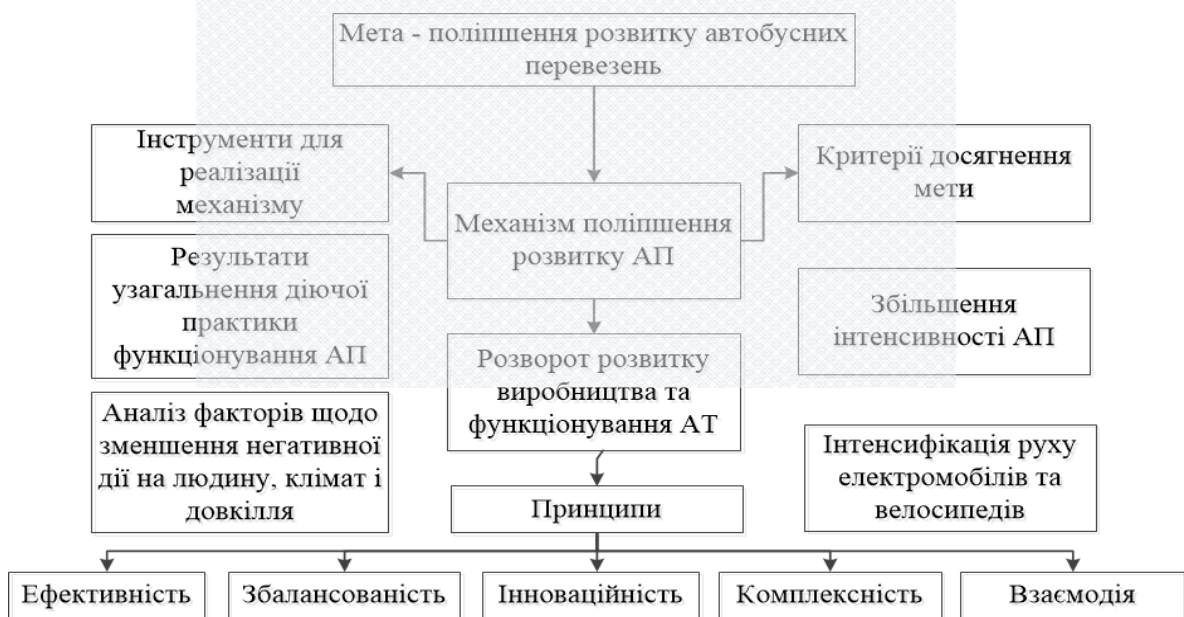 Мета - поліпшення розвитку автобусних
перевезень
Інструменти для
реалізації
механізму
Механізм поліпшення
розвитку АП
Критерії досягнення
мети
Результати
узагальнення діючої
практики
функціонування АП
Збільшення
інтенсивності АП
Розворот розвитку
виробництва та
функціонування АТ
Аналіз факторів щодо
зменшення негативної
дії на людину, клімат і
довкілля
Інтенсифікація руху
електромобілів та
велосипедів
Принципи
Ефективність
Збалансованість
Інноваційність
Комплексність
Взаємодія